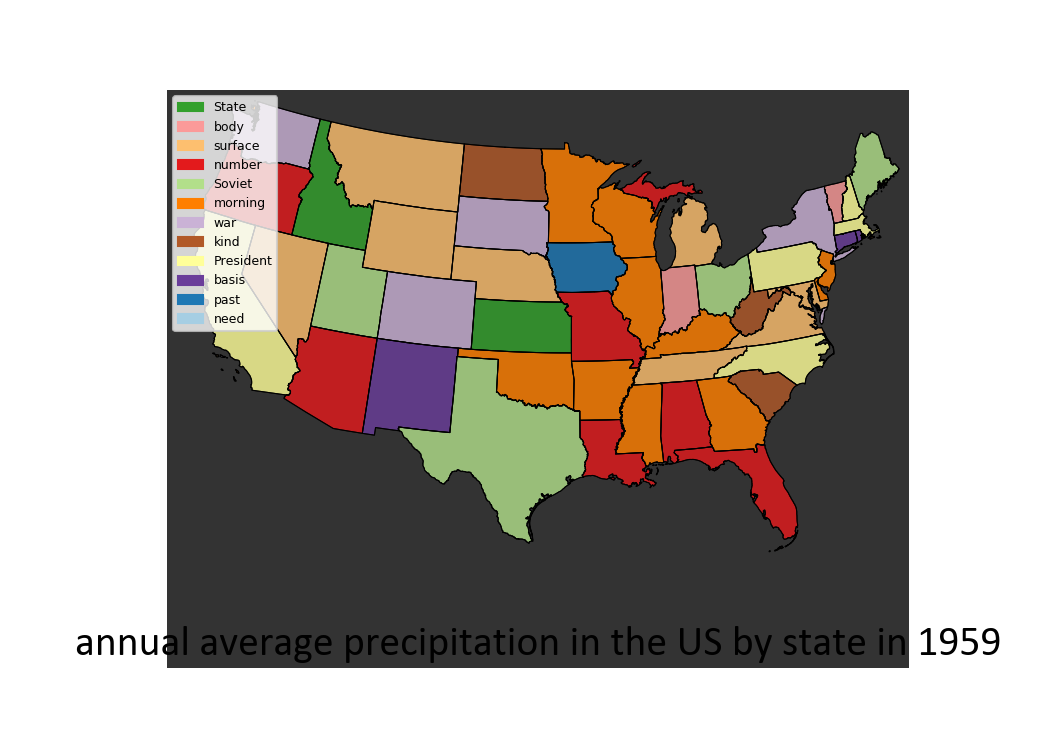 State
body
surface
number
Soviet
morning
war
kind
President
basis
past
need
annual average precipitation in the US by state in 1959